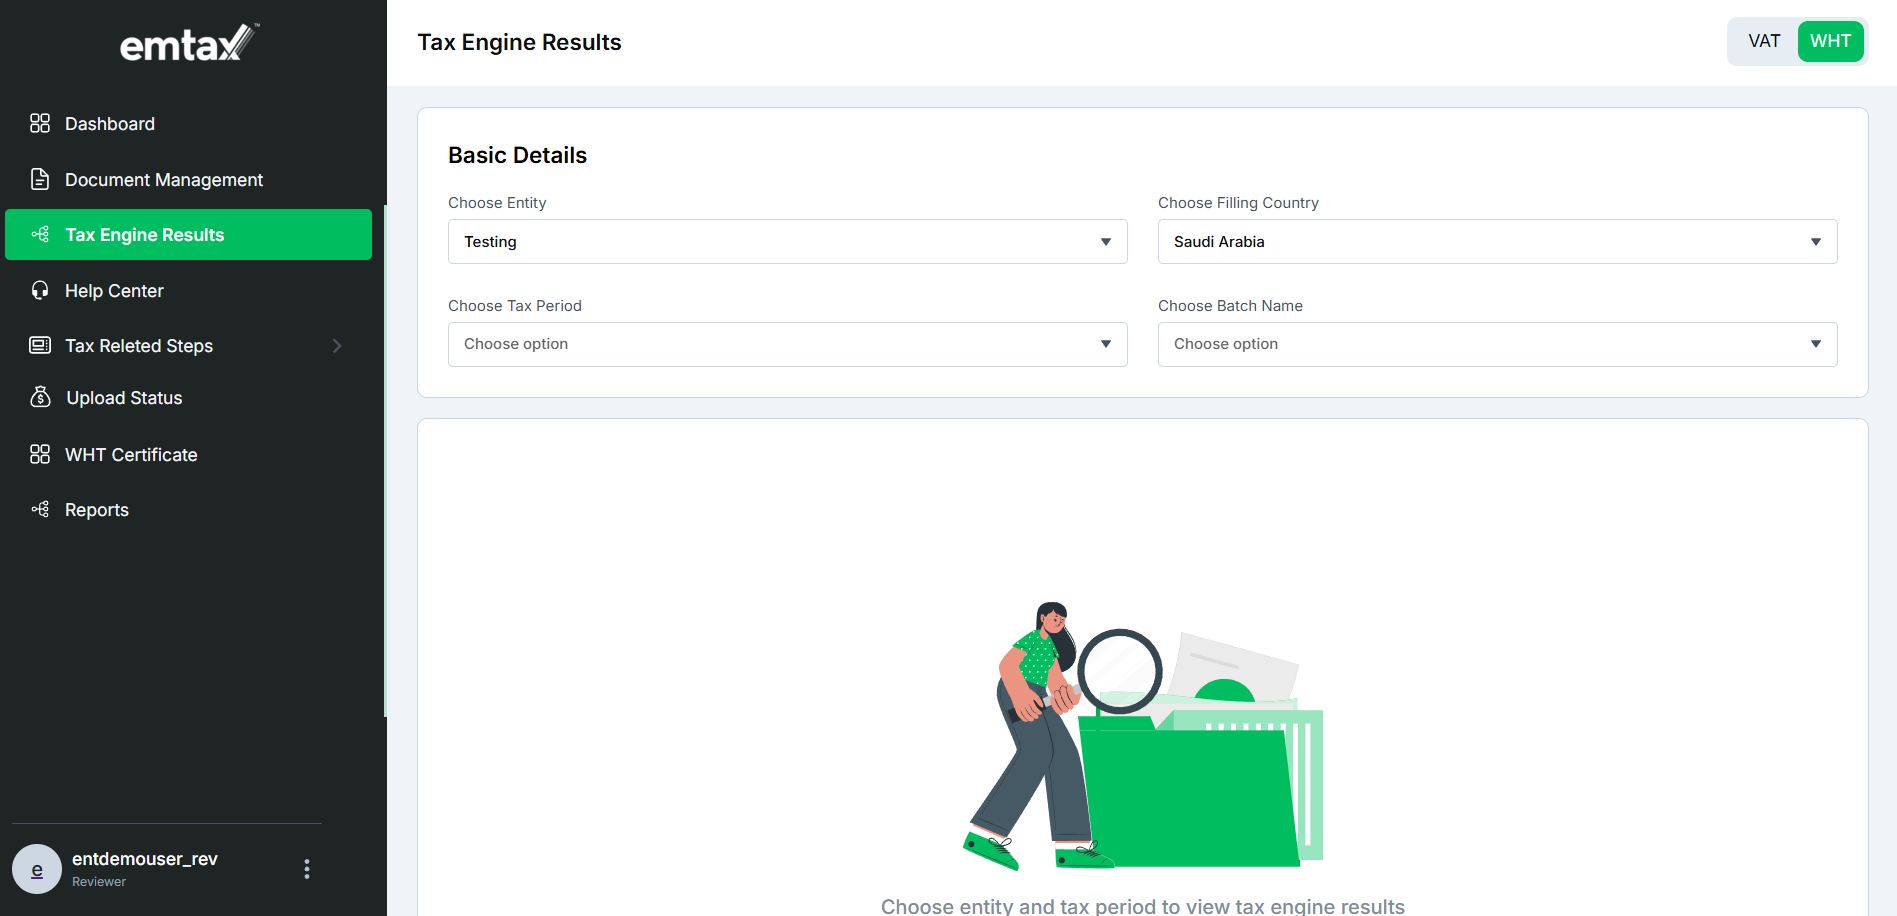 emtax™
Dashboard
Document Management
Tax Engine Results
Help Center
Tax Releted Steps
Upload Status
WHT Certificate
Reports
e
entdemouser_rev
Reviewer
Tax Engine Results
VAT
WHT
Basic Details
Choose Entity
Testing
Choose Filling Country
Saudi Arabia
Choose Tax Period
Choose option
Choose Batch Name
Choose option
Choose entity and tax period to view tax engine results